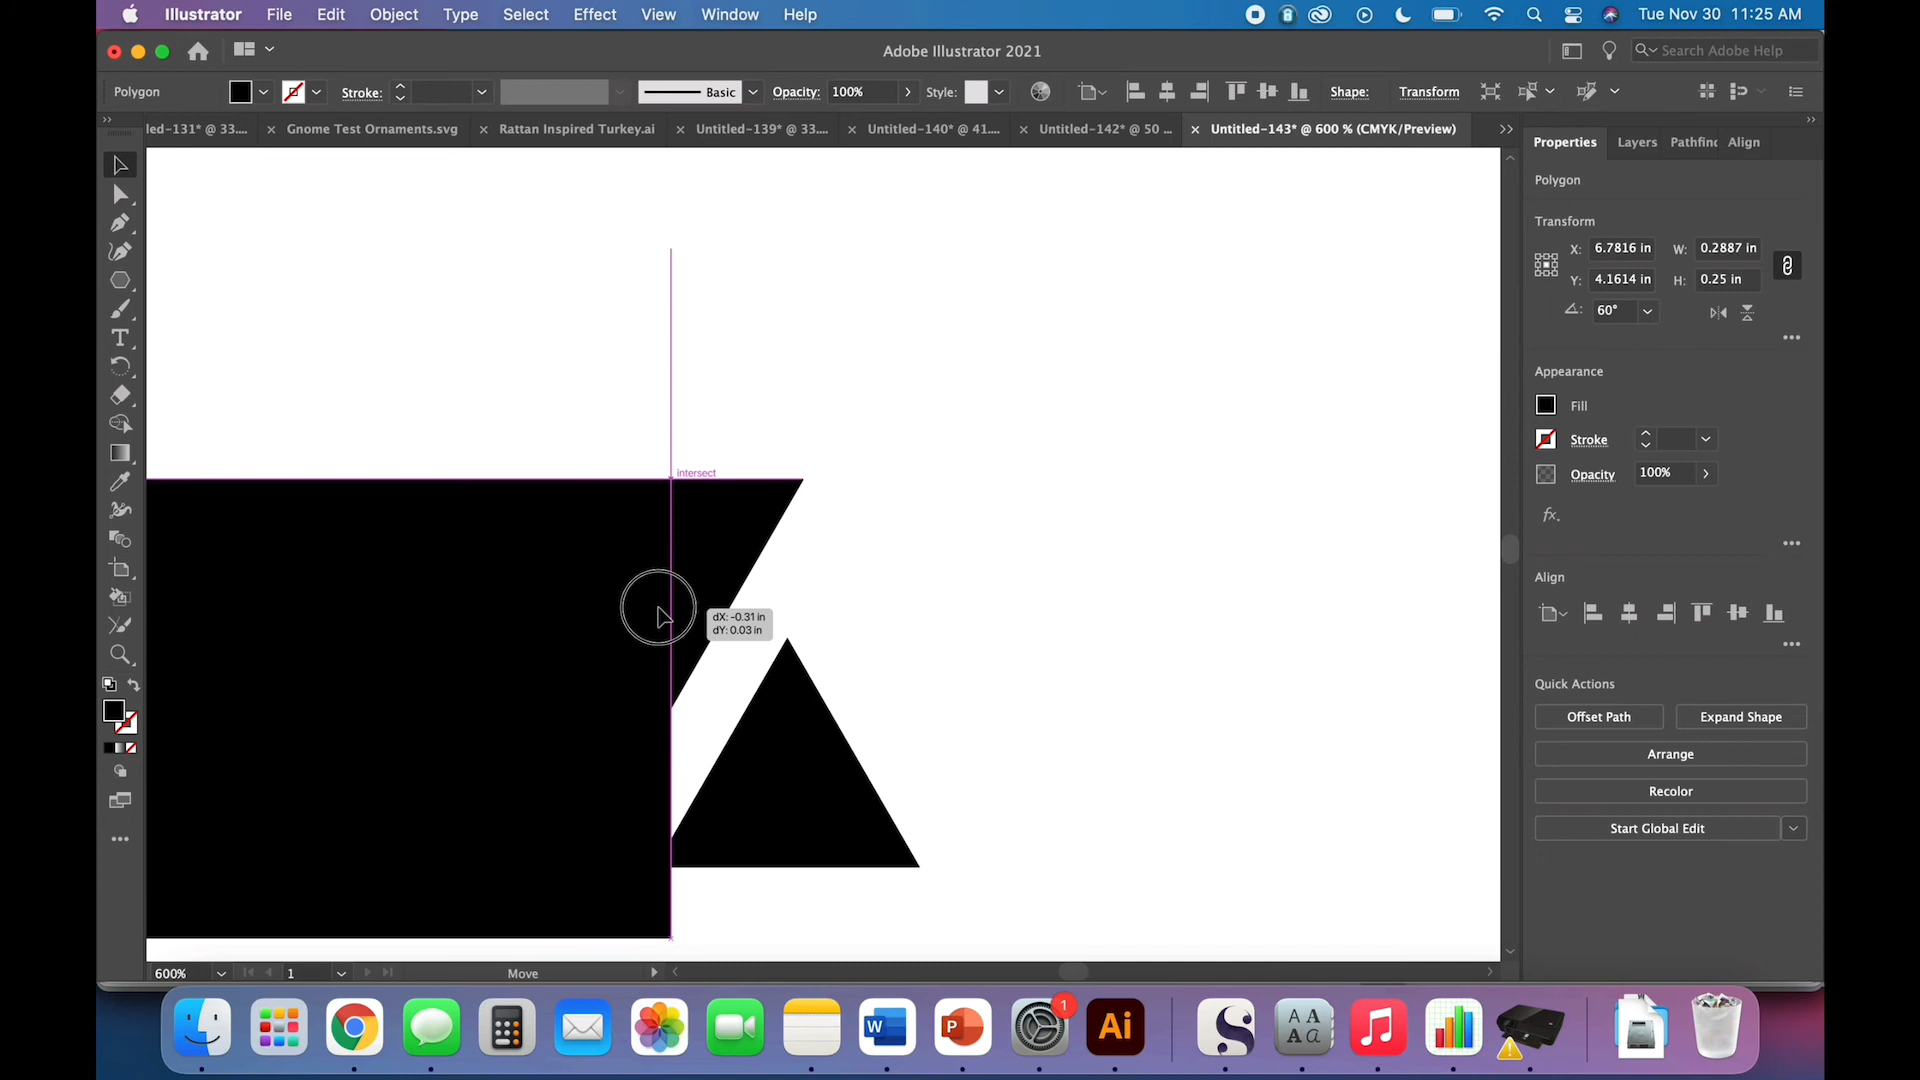 Illustrator File Edit Object Type Select Effect View Window Help Tue Nov 30 11:25 AM
Adobe Illustrator 2021
Search Adobe Help
Polygon Stroke: Basic Opacity: 100% Style: Shape: Transform
led-131* @ 33.... Gnome Test Ornaments.svg Rattan Inspired Turkey.ai Untitled-139* @ 33.... Untitled-140* @ 41.... Untitled-142* @ 50 ... Untitled-143* @ 600 % (CMYK/Preview)
Properties Layers Pathfind Align
Polygon
Transform
X: 6.7816 in W: 0.2887 in
Y: 4.1614 in H: 0.25 in
60°
Appearance
Fill
Stroke
Opacity 100%
fx.
Align
Quick Actions
Offset Path Expand Shape
Arrange
Recolor
Start Global Edit
intersect
dX: -0.31 in
dY: 0.03 in
600% 1 Move
W P 1 Ai